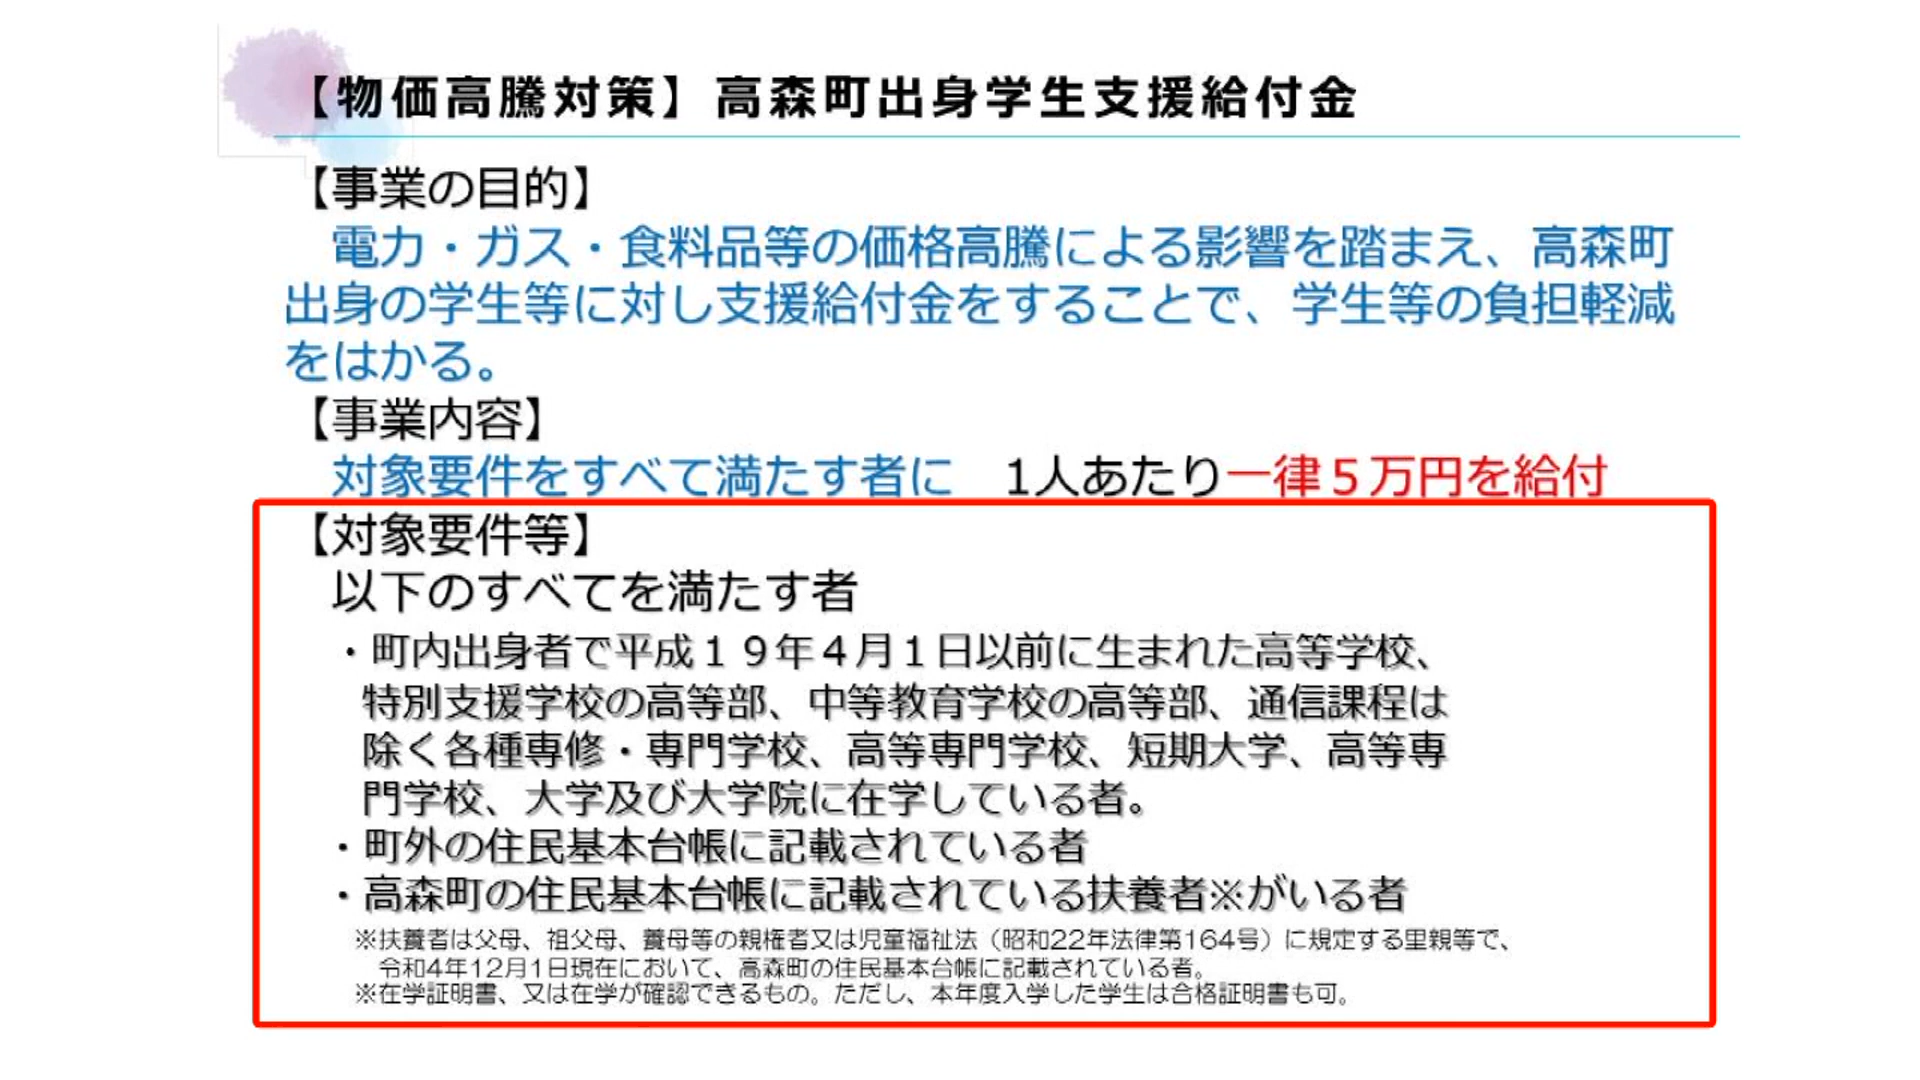 【物価高騰対策】高森町出身学生支援給付金
【事業の目的】
電力・ガス・食料品等の価格高騰による影響を踏まえ、高森町
出身の学生等に対し支援給付金をすることで、学生等の負担軽減
をはかる。
【事業内容】
対象要件をすべて満たす者に　1人あたり一律５万円を給付
【対象要件等】
以下のすべてを満たす者
・町内出身者で平成１９年４月１日以前に生まれた高等学校、
特別支援学校の高等部、中等教育学校の高等部、通信課程は
除く各種専修・専門学校、高等専門学校、短期大学、高等専
門学校、大学及び大学院に在学している者。
・町外の住民基本台帳に記載されている者
・高森町の住民基本台帳に記載されている扶養者※がいる者
※扶養者は父母、祖父母、養母等の親権者又は児童福祉法（昭和22年法律第164号）に規定する里親等で、
令和4年12月1日現在において、高森町の住民基本台帳に記載されている者。
※在学証明書、又は在学が確認できるもの。ただし、本年度入学した学生は合格証明書も可。